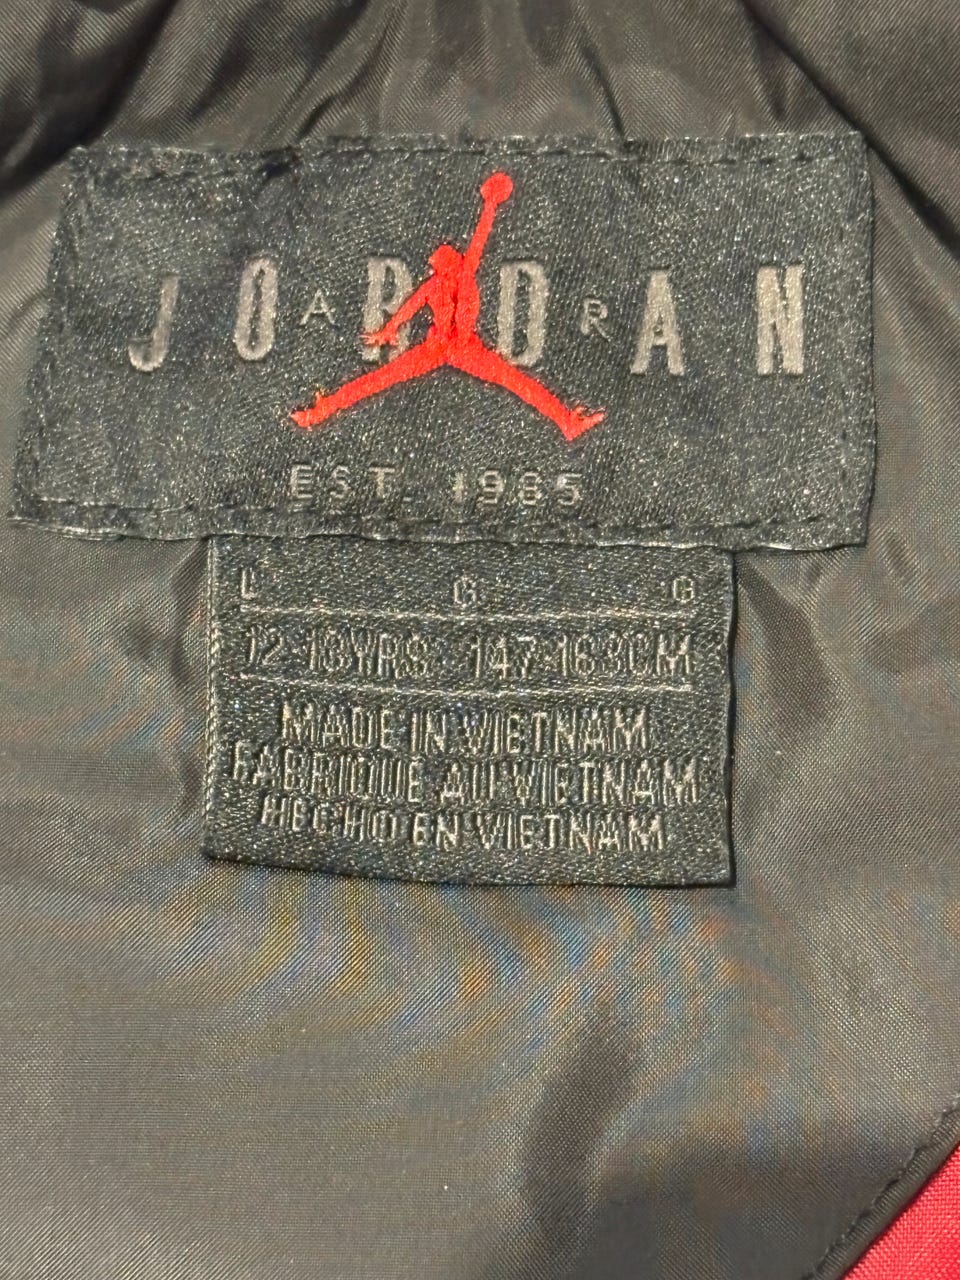 JORDAN
AIR
EST. 1985
L G G
12-13YRS 147-163CM
MADE IN VIETNAM
FABRIQUE AU VIETNAM
HECHO EN VIETNAM